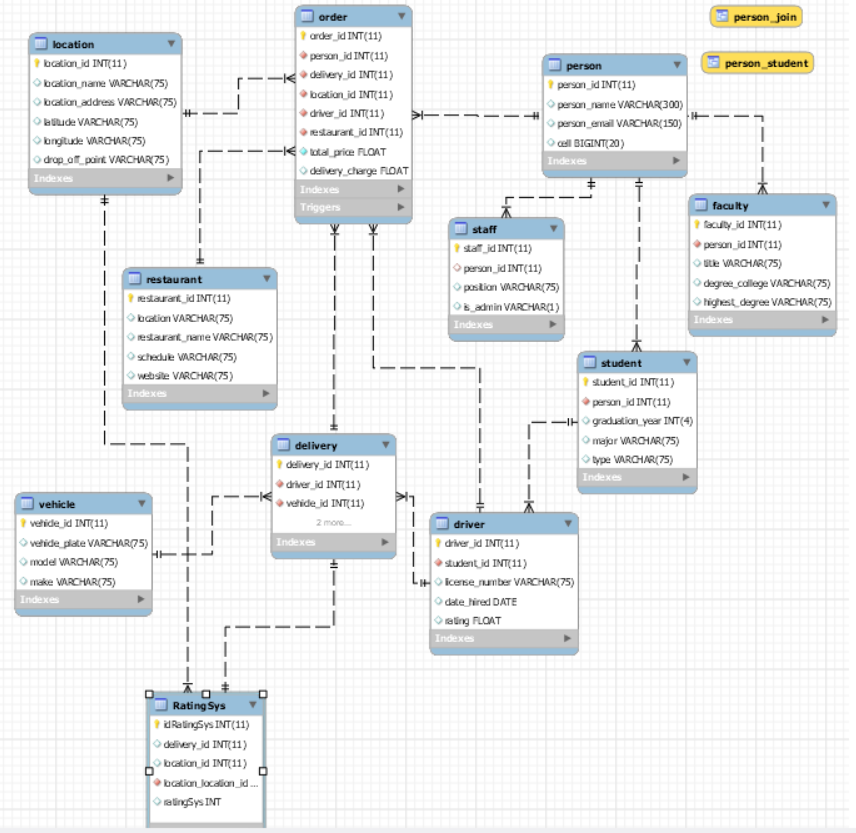 order
order_id INT(11)
person_id INT(11)
delivery_id INT(11)
location_id INT(11)
driver_id INT(11)
restaurant_id INT(11)
total_price FLOAT
delivery_charge FLOAT
Indexes
Triggers
person_join
person_student
location
location_id INT(11)
location_name VARCHAR(75)
location_address VARCHAR(75)
latitude VARCHAR(75)
longitude VARCHAR(75)
drop_off_point VARCHAR(75)
Indexes
person
person_id INT(11)
person_name VARCHAR(300)
person_email VARCHAR(150)
cell BIGINT(20)
Indexes
faculty
faculty_id INT(11)
person_id INT(11)
title VARCHAR(75)
degree_college VARCHAR(75)
highest_degree VARCHAR(75)
Indexes
staff
staff_id INT(11)
person_id INT(11)
position VARCHAR(75)
is_admin VARCHAR(1)
Indexes
restaurant
restaurant_id INT(11)
location VARCHAR(75)
restaurant_name VARCHAR(75)
schedule VARCHAR(75)
website VARCHAR(75)
Indexes
student
student_id INT(11)
person_id INT(11)
graduation_year INT(4)
major VARCHAR(75)
type VARCHAR(75)
Indexes
delivery
delivery_id INT(11)
driver_id INT(11)
vehicle_id INT(11)
2 more...
Indexes
vehicle
vehicle_id INT(11)
vehicle_plate VARCHAR(75)
model VARCHAR(75)
make VARCHAR(75)
Indexes
driver
driver_id INT(11)
student_id INT(11)
license_number VARCHAR(75)
date_hired DATE
rating FLOAT
Indexes
RatingSys
idRatingSys INT(11)
delivery_id INT(11)
location_id INT(11)
location_location_id ...
ratingSys INT